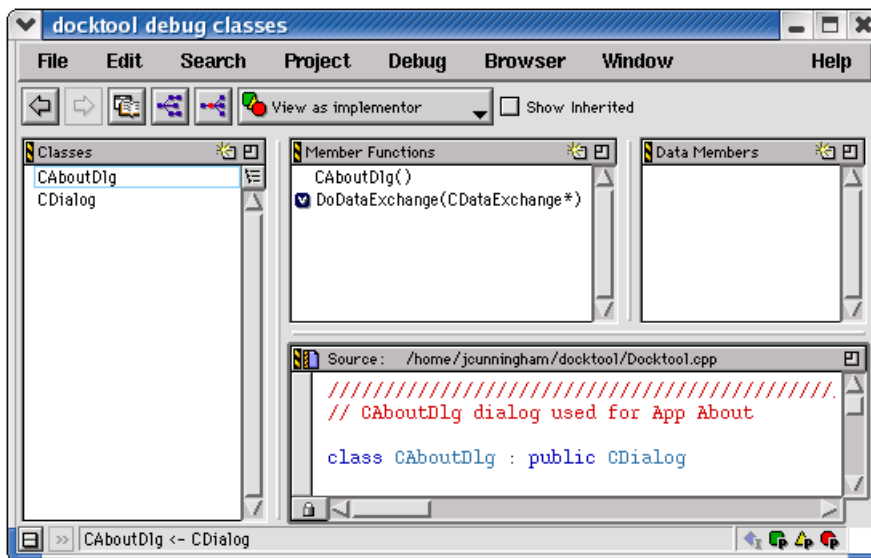 docktool debug classes
File Edit Search Project Debug Browser Window Help
View as implementor Show Inherited
Classes
CAboutDlg
CDialog
Member Functions
CAboutDlg()
DoDataExchange(CDataExchange*)
Data Members
Source: /home/jcunningham/docktool/Docktool.cpp
/////////////////////////////////////////////.
// CAboutDlg dialog used for App About
class CAboutDlg : public CDialog
CAboutDlg <- CDialog